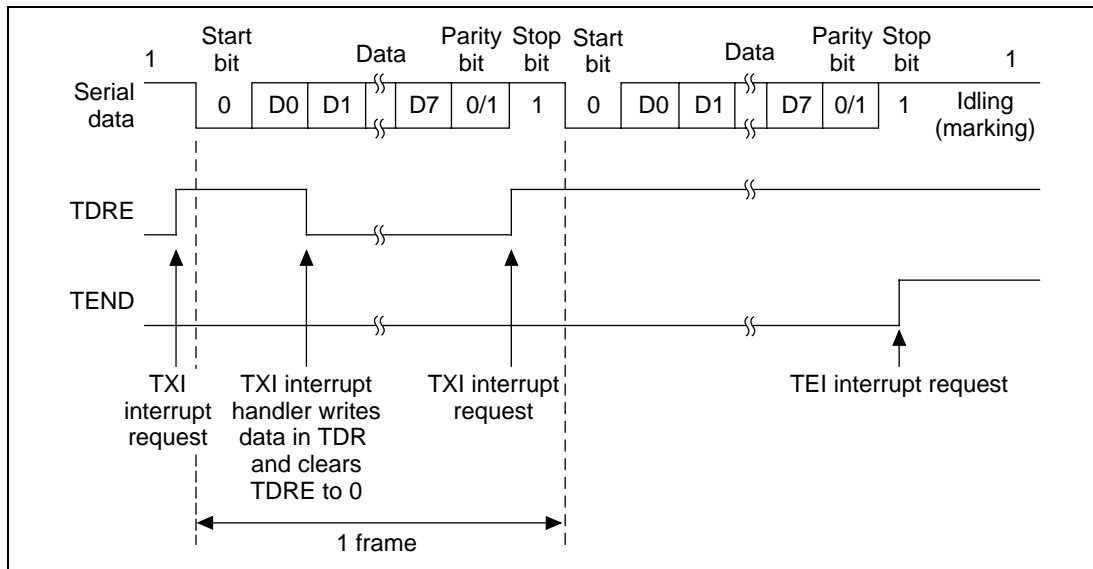 1
Start
bit
Data
Parity
bit
Stop
bit
Start
bit
Data
Parity
bit
Stop
bit
1
Serial
data
0
D0
D1
D7
0/1
1
0
D0
D1
D7
0/1
1
Idling
(marking)
TDRE
TEND
TXI
interrupt
request
TXI interrupt
handler writes
data in TDR
and clears
TDRE to 0
TXI interrupt
request
TEI interrupt request
1 frame